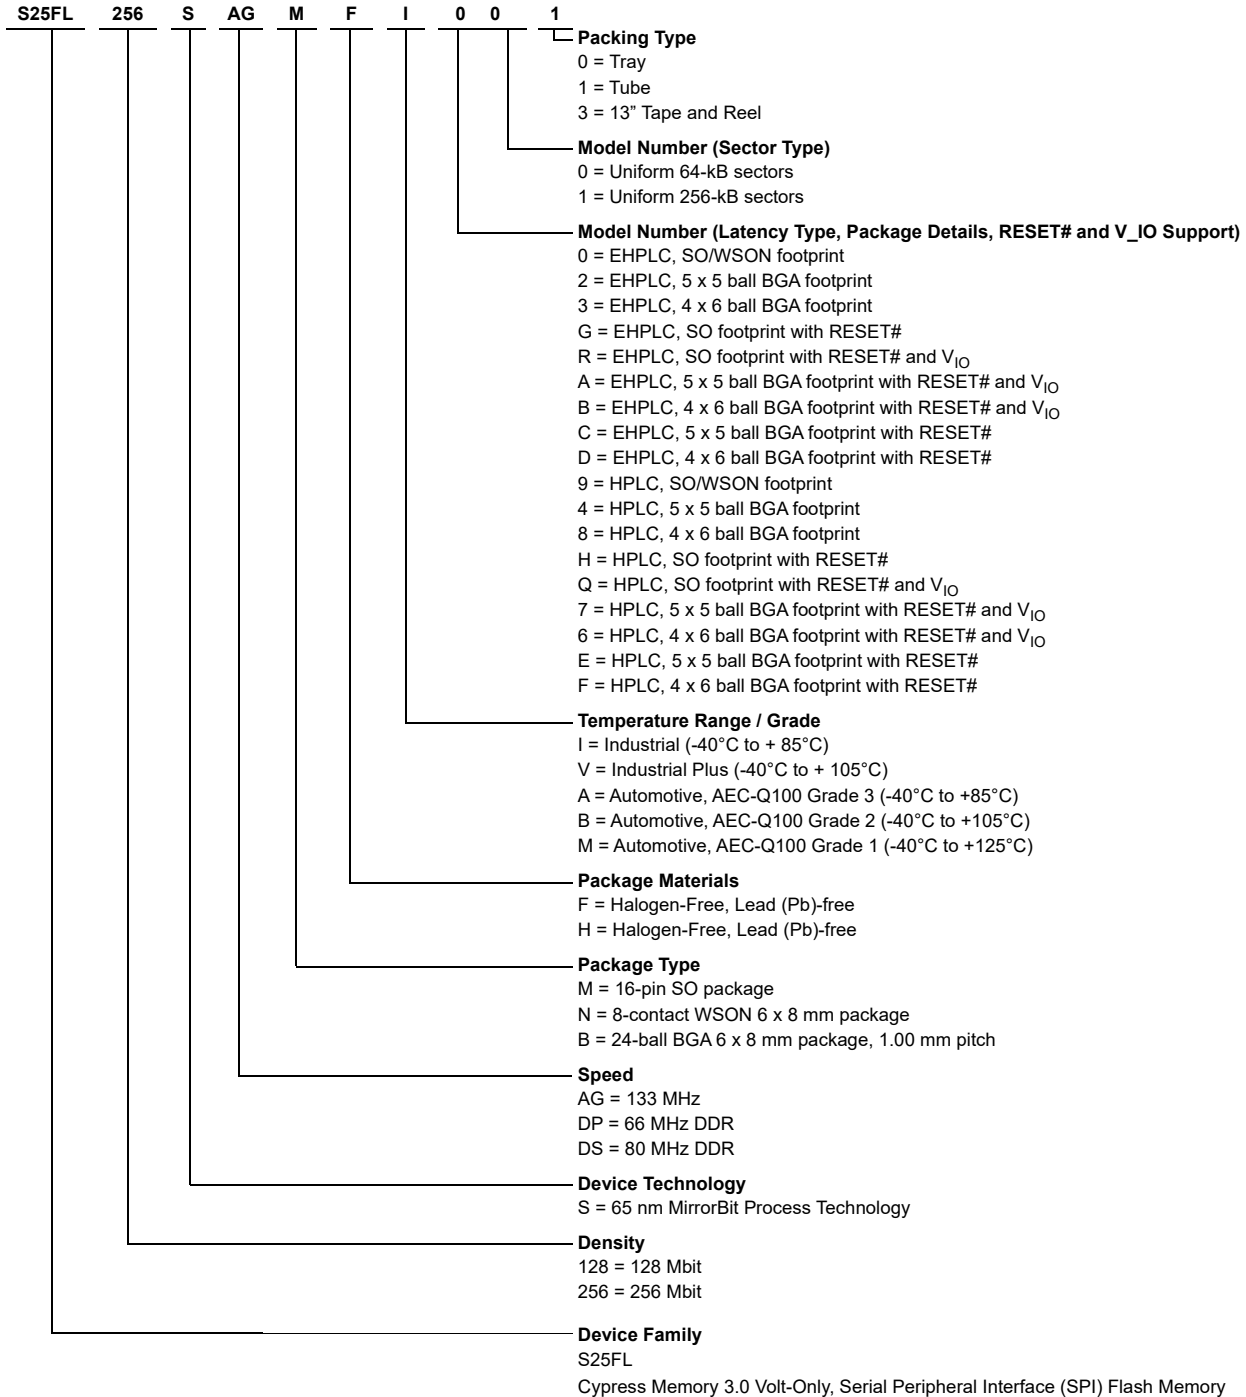 S25FL 256 S AG M F I 0 0 1
Packing Type
0 = Tray
1 = Tube
3 = 13” Tape and Reel
Model Number (Sector Type)
0 = Uniform 64-kB sectors
1 = Uniform 256-kB sectors
Model Number (Latency Type, Package Details, RESET# and V_IO Support)
0 = EHPLC, SO/WSON footprint
2 = EHPLC, 5 x 5 ball BGA footprint
3 = EHPLC, 4 x 6 ball BGA footprint
G = EHPLC, SO footprint with RESET#
R = EHPLC, SO footprint with RESET# and VIO
A = EHPLC, 5 x 5 ball BGA footprint with RESET# and VIO
B = EHPLC, 4 x 6 ball BGA footprint with RESET# and VIO
C = EHPLC, 5 x 5 ball BGA footprint with RESET#
D = EHPLC, 4 x 6 ball BGA footprint with RESET#
9 = HPLC, SO/WSON footprint
4 = HPLC, 5 x 5 ball BGA footprint
8 = HPLC, 4 x 6 ball BGA footprint
H = HPLC, SO footprint with RESET#
Q = HPLC, SO footprint with RESET# and VIO
7 = HPLC, 5 x 5 ball BGA footprint with RESET# and VIO
6 = HPLC, 4 x 6 ball BGA footprint with RESET# and VIO
E = HPLC, 5 x 5 ball BGA footprint with RESET#
F = HPLC, 4 x 6 ball BGA footprint with RESET#
Temperature Range / Grade
I = Industrial (-40°C to + 85°C)
V = Industrial Plus (-40°C to + 105°C)
A = Automotive, AEC-Q100 Grade 3 (-40°C to +85°C)
B = Automotive, AEC-Q100 Grade 2 (-40°C to +105°C)
M = Automotive, AEC-Q100 Grade 1 (-40°C to +125°C)
Package Materials
F = Halogen-Free, Lead (Pb)-free
H = Halogen-Free, Lead (Pb)-free
Package Type
M = 16-pin SO package
N = 8-contact WSON 6 x 8 mm package
B = 24-ball BGA 6 x 8 mm package, 1.00 mm pitch
Speed
AG = 133 MHz
DP = 66 MHz DDR
DS = 80 MHz DDR
Device Technology
S = 65 nm MirrorBit Process Technology
Density
128 = 128 Mbit
256 = 256 Mbit
Device Family
S25FL
Cypress Memory 3.0 Volt-Only, Serial Peripheral Interface (SPI) Flash Memory